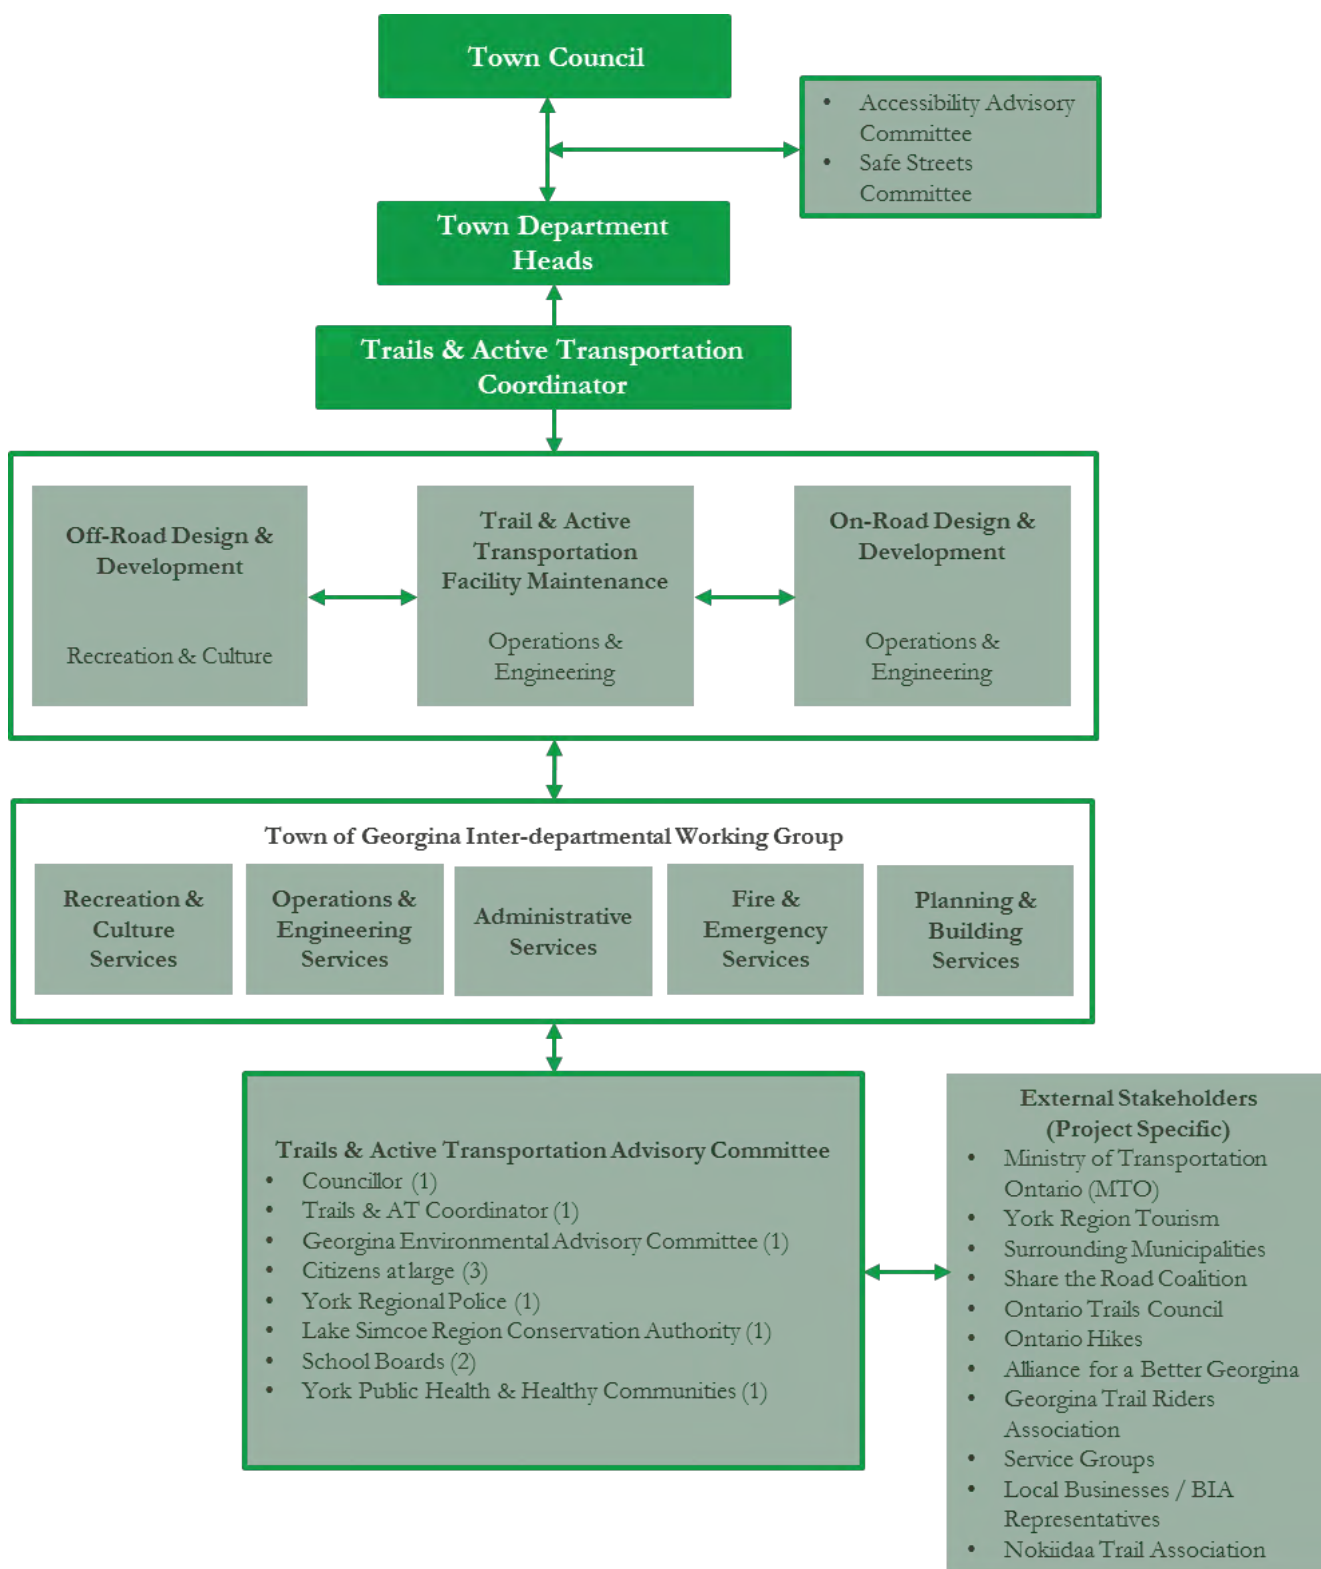 Town Council
• Accessibility Advisory
Committee
• Safe Streets
Committee
Town Department
Heads
Trails & Active Transportation
Coordinator
Off-Road Design &
Development
Recreation & Culture
Trail & Active
Transportation
Facility Maintenance
Operations &
Engineering
On-Road Design &
Development
Operations &
Engineering
Town of Georgina Inter-departmental Working Group
Recreation &
Culture
Services
Operations &
Engineering
Services
Administrative
Services
Fire &
Emergency
Services
Planning &
Building
Services
Trails & Active Transportation Advisory Committee
• Councillor (1)
• Trails & AT Coordinator (1)
• Georgina Environmental Advisory Committee (1)
• Citizens at large (3)
• York Regional Police (1)
• Lake Simcoe Region Conservation Authority (1)
• School Boards (2)
• York Public Health & Healthy Communities (1)
External Stakeholders
(Project Specific)
• Ministry of Transportation
Ontario (MTO)
• York Region Tourism
• Surrounding Municipalities
• Share the Road Coalition
• Ontario Trails Council
• Ontario Hikes
• Alliance for a Better Georgina
• Georgina Trail Riders
Association
• Service Groups
• Local Businesses / BIA
Representatives
• Nokiidaa Trail Association